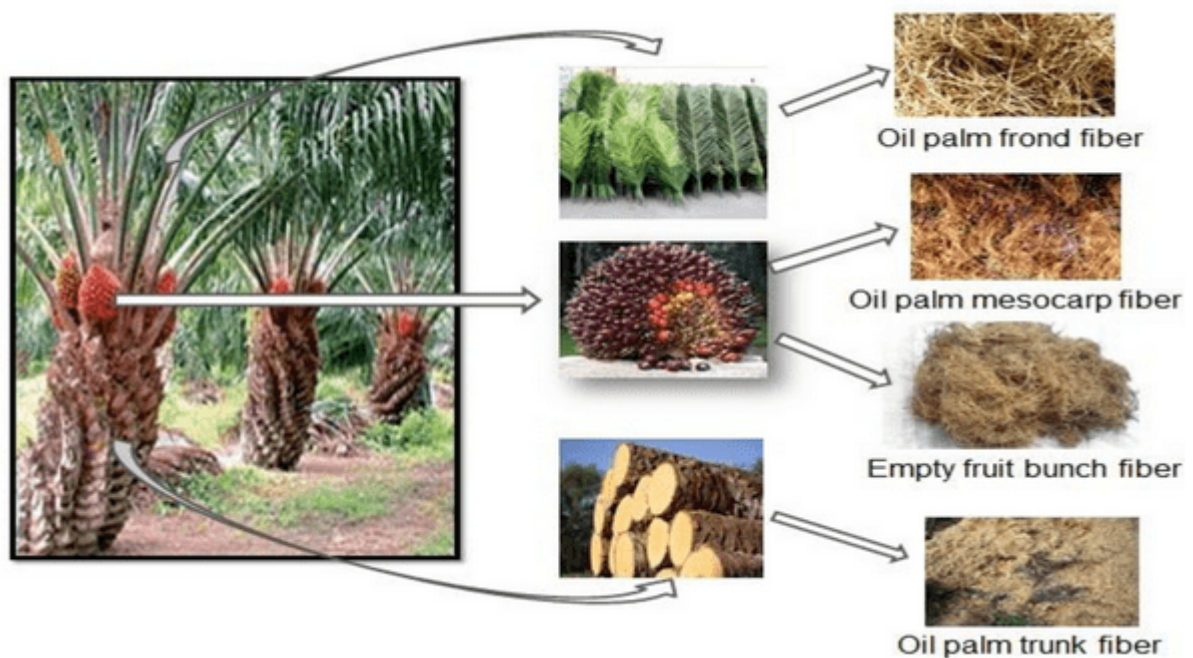 Oil palm frond fiber
Oil palm mesocarp fiber
Empty fruit bunch fiber
Oil palm trunk fiber